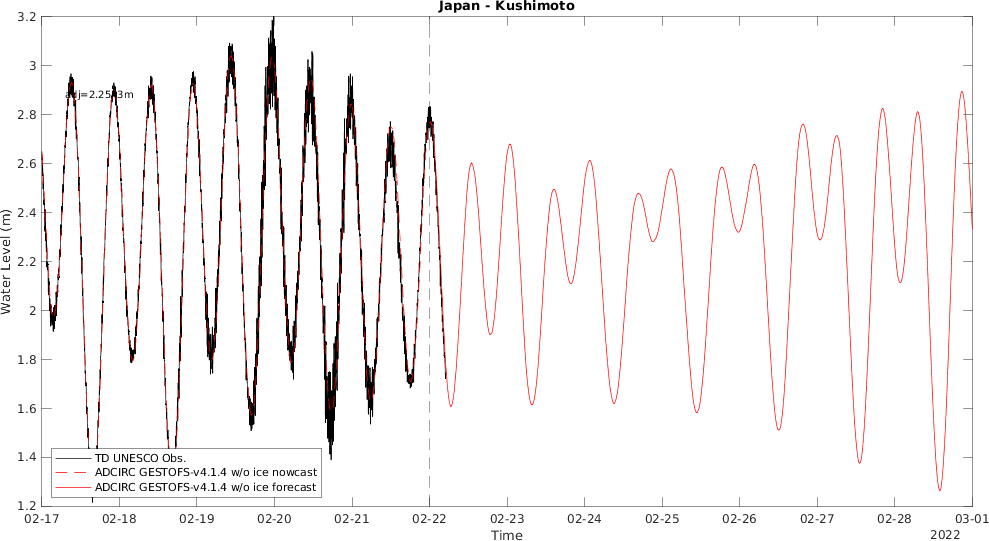 Japan - Kushimoto
3.2
3
2.8
2.6
2.4
2.2
2
1.8
1.6
1.4
1.2
Water Level (m)
TD UNESCO Obs.
ADCIRC GESTOFS-v4.1.4 w/o ice nowcast
ADCIRC GESTOFS-v4.1.4 w/o ice forecast
02-17 02-18 02-19 02-20 02-21 02-22 02-23 02-24 02-25 02-26 02-27 02-28 03-01
Time
2022